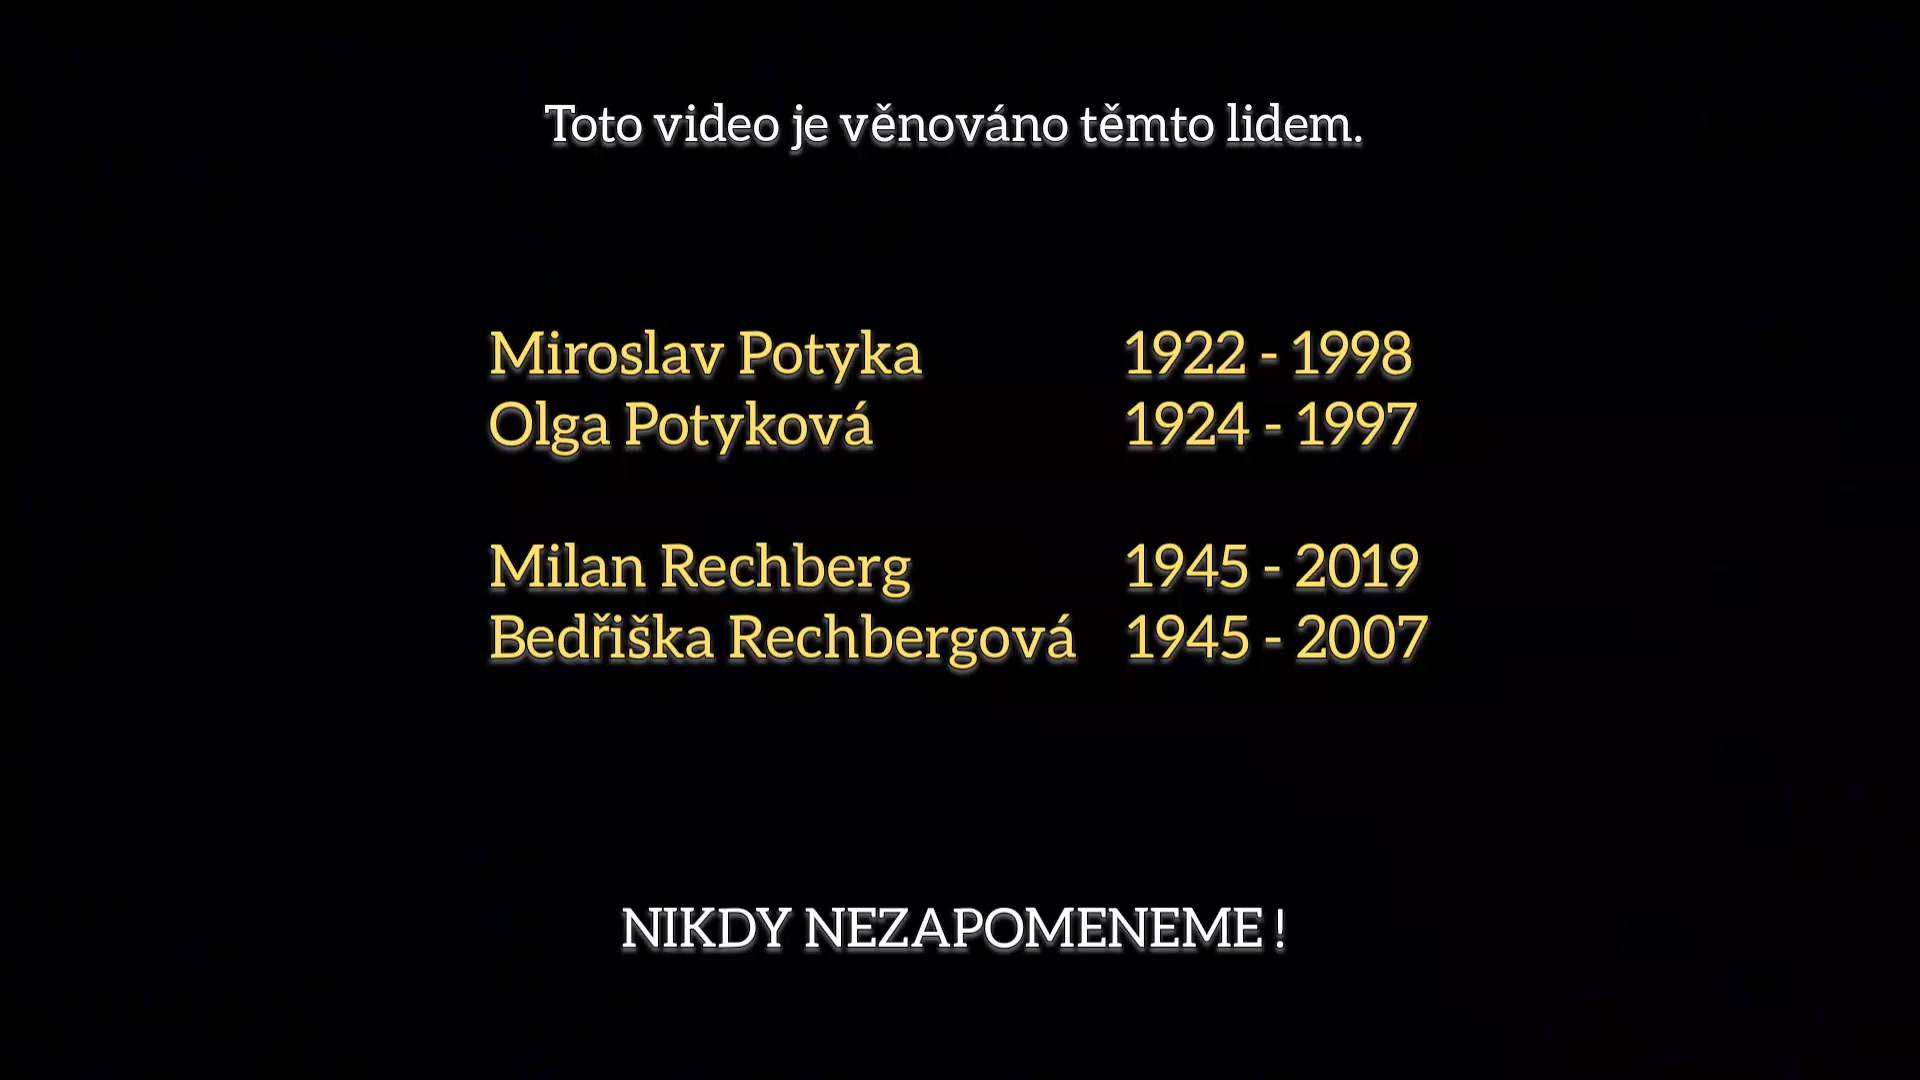 Toto video je věnováno těmto lidem.
Miroslav Potyka 1922 - 1998
Olga Potyková 1924 - 1997
Milan Rechberg 1945 - 2019
Bedřiška Rechbergová 1945 - 2007
NIKDY NEZAPOMENEME !